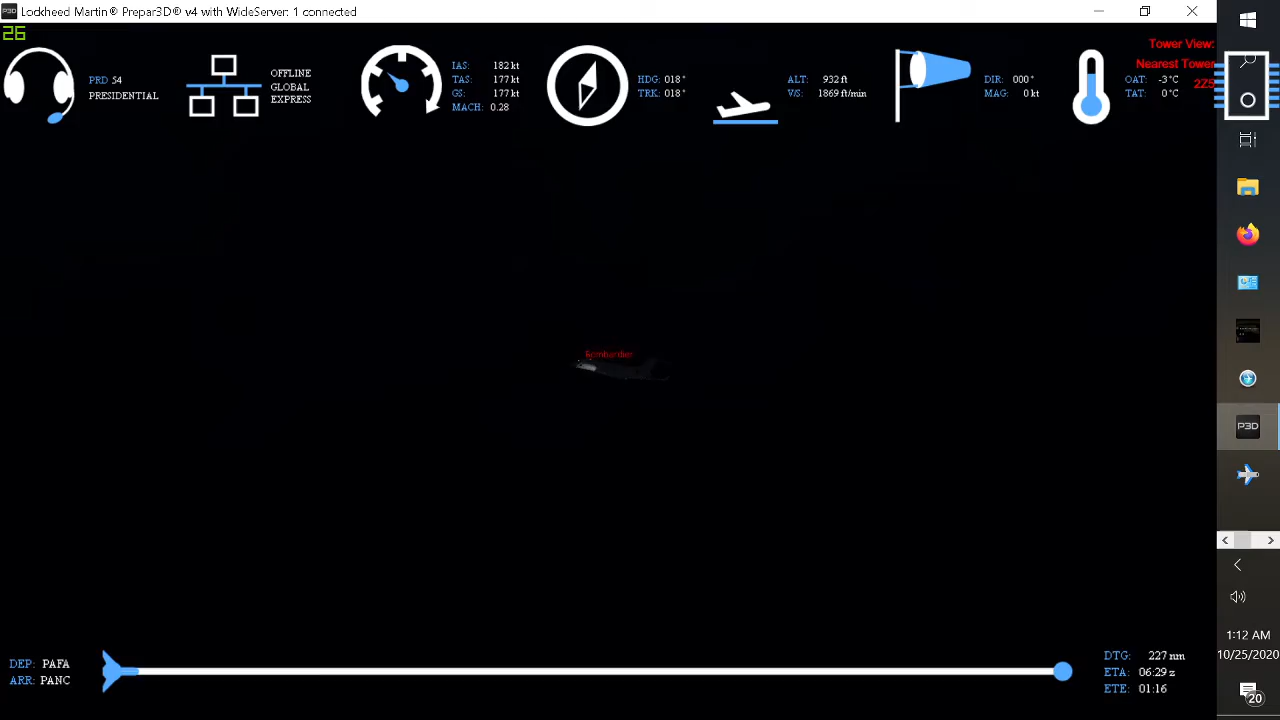 Lockheed Martin® Prepar3D® v4 with WideServer: 1 connected
26
PRD 54
PRESIDENTIAL
OFFLINE
GLOBAL
EXPRESS
IAS: 182 kt
TAS: 177 kt
GS: 177 kt
MACH: 0.28
HDG: 018°
TRK: 018°
ALT: 932 ft
V/S: 1869 ft/min
DIR: 000°
MAG: 0 kt
OAT: -3°C
TAT: 0°C
Tower View:
Nearest Tower
2Z5
Bombardier
P3D
DEP: PAFA
ARR: PANC
DTG: 227 nm
ETA: 06:29 z
ETE: 01:16
1:12 AM
10/25/2020
20